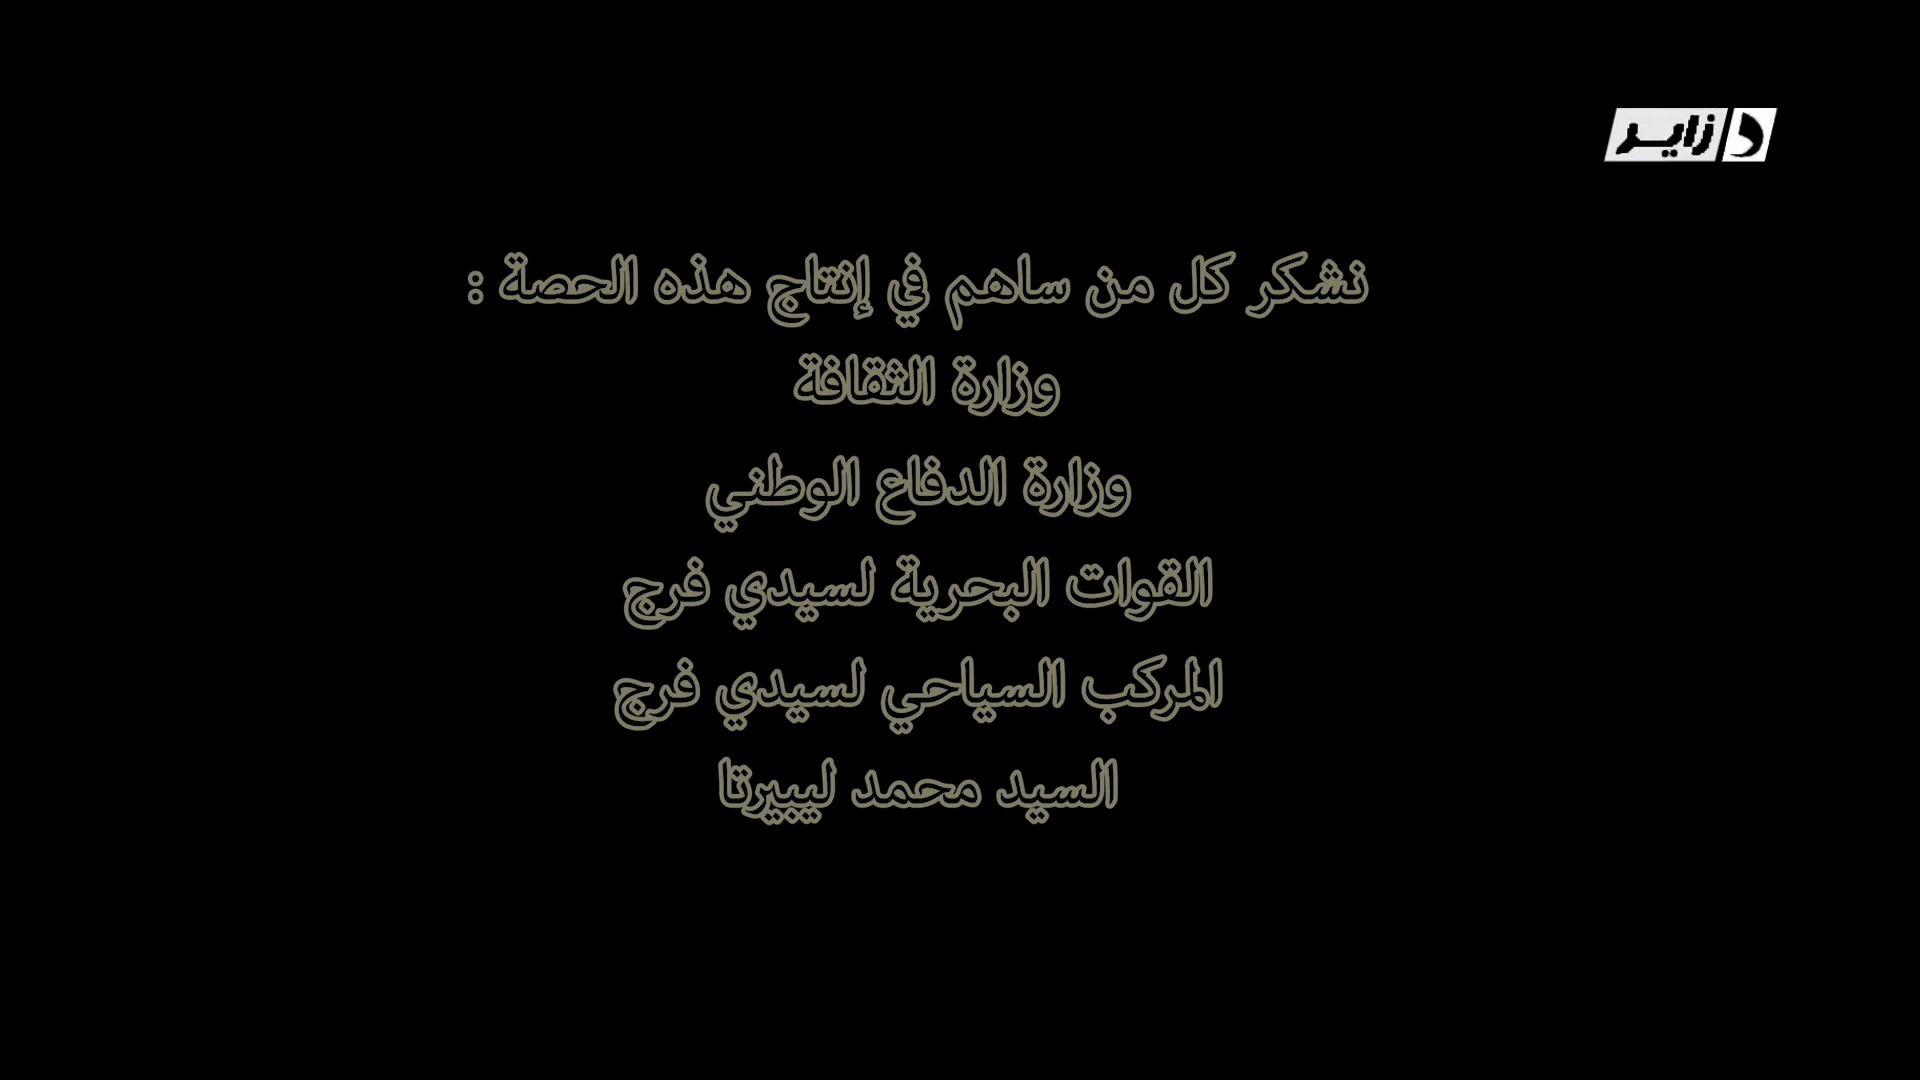 دزاير
نشكر كل من ساهم في إنتاج هذه الحصة :
وزارة الثقافة
وزارة الدفاع الوطني
القوات البحرية لسيدي فرج
المركب السياحي لسيدي فرج
السيد محمد ليبيرتا